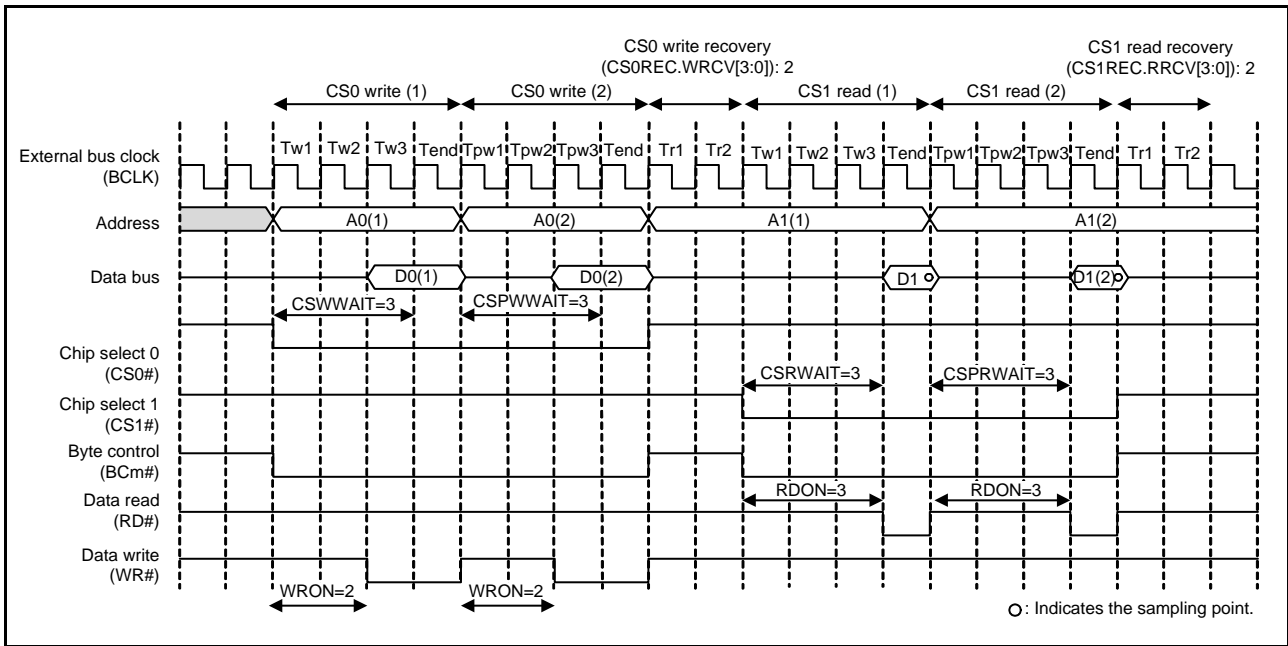 CS0 write recovery
(CS0REC.WRCV[3:0]): 2
CS1 read recovery
(CS1REC.RRCV[3:0]): 2
CS0 write (1)
CS0 write (2)
CS1 read (1)
CS1 read (2)
External bus clock
(BCLK)
Tw1 Tw2 Tw3 Tend Tpw1 Tpw2 Tpw3 Tend Tr1 Tr2 Tw1 Tw2 Tw3 Tend Tpw1 Tpw2 Tpw3 Tend Tr1 Tr2
Address
A0(1) A0(2) A1(1) A1(2)
Data bus
D0(1) D0(2) D1 D1(2)
CSWWAIT=3 CSPWWAIT=3
Chip select 0
(CS0#)
CSRWAIT=3 CSPRWAIT=3
Chip select 1
(CS1#)
Byte control
(BCm#)
RDON=3 RDON=3
Data read
(RD#)
Data write
(WR#)
WRON=2 WRON=2
: Indicates the sampling point.